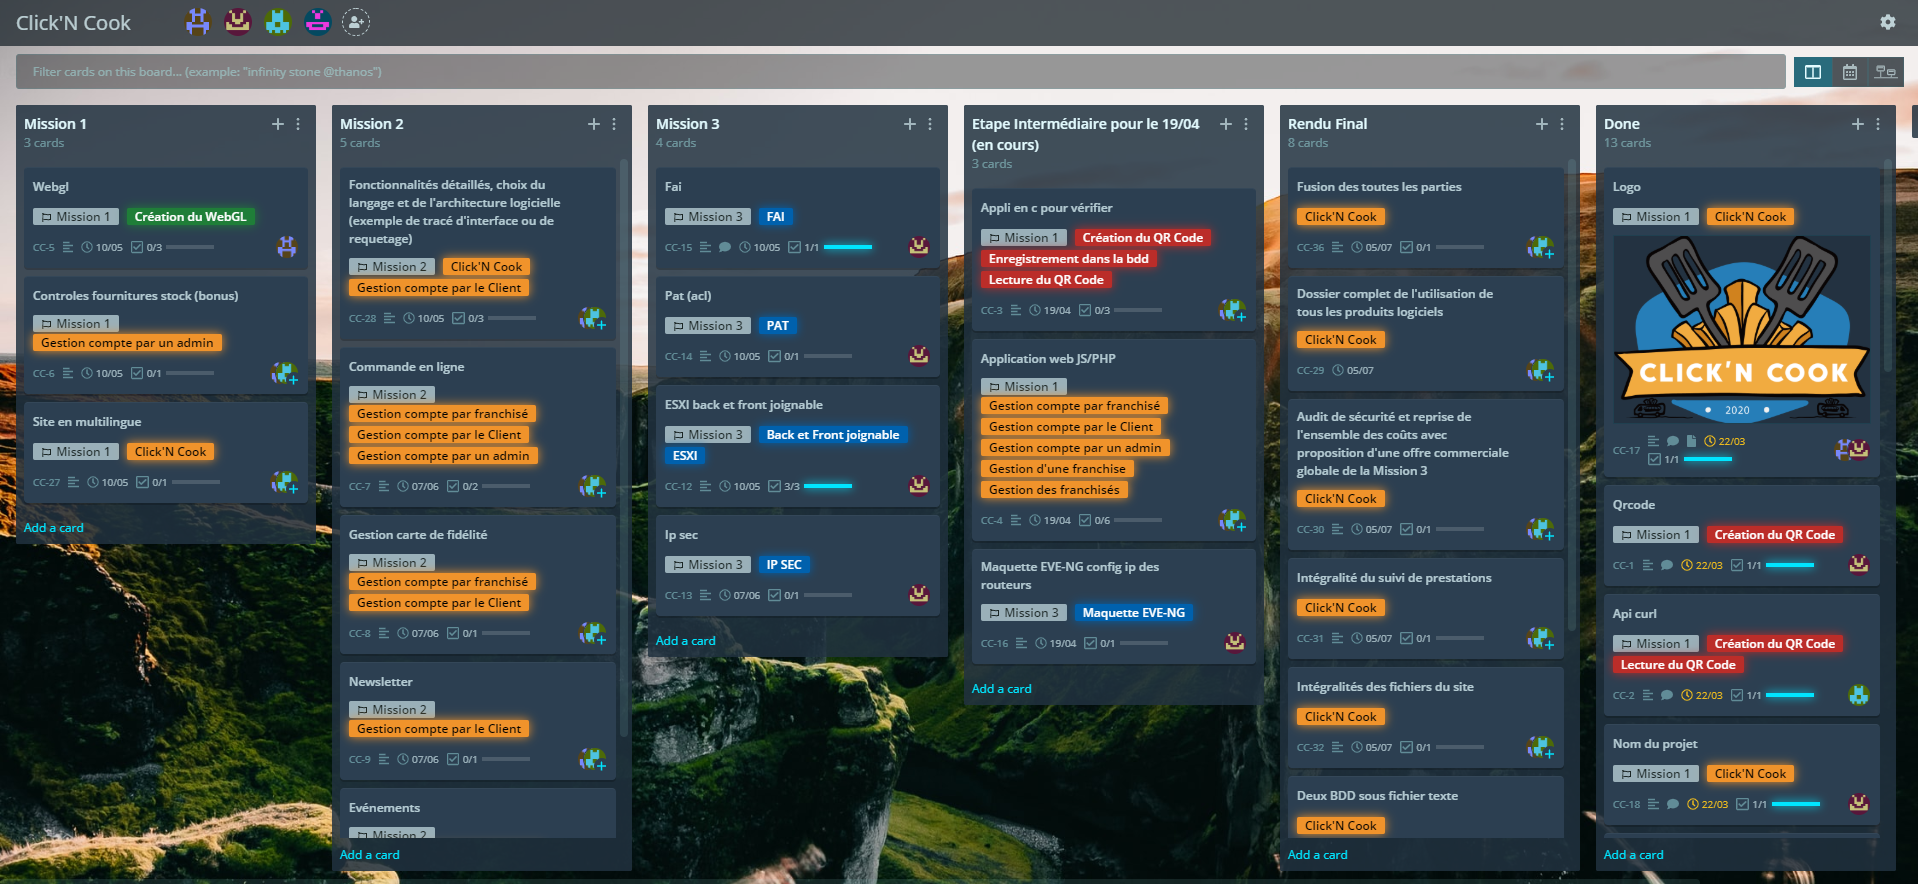 Click'N Cook
Filter cards on this board... (example: "infinity stone @thanos")
Mission 1
3 cards
Webgl
Mission 1 Création du WebGL
CC-5 10/05 0/3
Controles fournitures stock (bonus)
Mission 1
Gestion compte par un admin
CC-6 10/05 0/1
Site en multilingue
Mission 1 Click'N Cook
CC-27 10/05 0/1
Add a card
Mission 2
5 cards
Fonctionnalités détaillés, choix du
langage et de l'architecture logicielle
(exemple de tracé d'interface ou de
requetage)
Mission 2 Click'N Cook
Gestion compte par le Client
CC-28 10/05 0/3
Commande en ligne
Mission 2
Gestion compte par franchisé
Gestion compte par le Client
Gestion compte par un admin
CC-7 07/06 0/2
Gestion carte de fidélité
Mission 2
Gestion compte par franchisé
Gestion compte par le Client
CC-8 07/06 0/1
Newsletter
Mission 2
Gestion compte par le Client
CC-9 07/06 0/1
Evénements
Mission 2
Add a card
Mission 3
4 cards
Fai
Mission 3 FAI
CC-15 10/05 1/1
Pat (acl)
Mission 3 PAT
CC-14 10/05 0/1
ESXI back et front joignable
Mission 3 Back et Front joignable
ESXI
CC-12 10/05 3/3
Ip sec
Mission 3 IP SEC
CC-13 07/06 0/1
Add a card
Etape Intermédiaire pour le 19/04
(en cours)
3 cards
Appli en c pour vérifier
Mission 1 Création du QR Code
Enregistrement dans la bdd
Lecture du QR Code
CC-3 19/04 0/3
Application web JS/PHP
Mission 1
Gestion compte par franchisé
Gestion compte par le Client
Gestion compte par un admin
Gestion d'une franchise
Gestion des franchisés
CC-4 19/04 0/6
Maquette EVE-NG config ip des
routeurs
Mission 3 Maquette EVE-NG
CC-16 19/04 0/1
Add a card
Rendu Final
8 cards
Fusion des toutes les parties
Click'N Cook
CC-36 05/07 0/1
Dossier complet de l'utilisation de
tous les produits logiciels
Click'N Cook
CC-29 05/07
Audit de sécurité et reprise de
l'ensemble des coûts avec
proposition d'une offre commerciale
globale de la Mission 3
Click'N Cook
CC-30 05/07 0/1
Intégralité du suivi de prestations
Click'N Cook
CC-31 05/07 0/1
Intégralités des fichiers du site
Click'N Cook
CC-32 05/07 0/1
Deux BDD sous fichier texte
Click'N Cook
Add a card
Done
13 cards
Logo
Mission 1 Click'N Cook
CLICK'N COOK
2020
CC-17 22/03
1/1
Qrcode
Mission 1 Création du QR Code
CC-1 22/03 1/1
Api curl
Mission 1 Création du QR Code
Lecture du QR Code
CC-2 22/03 1/1
Nom du projet
Mission 1 Click'N Cook
CC-18 22/03 1/1
Add a card